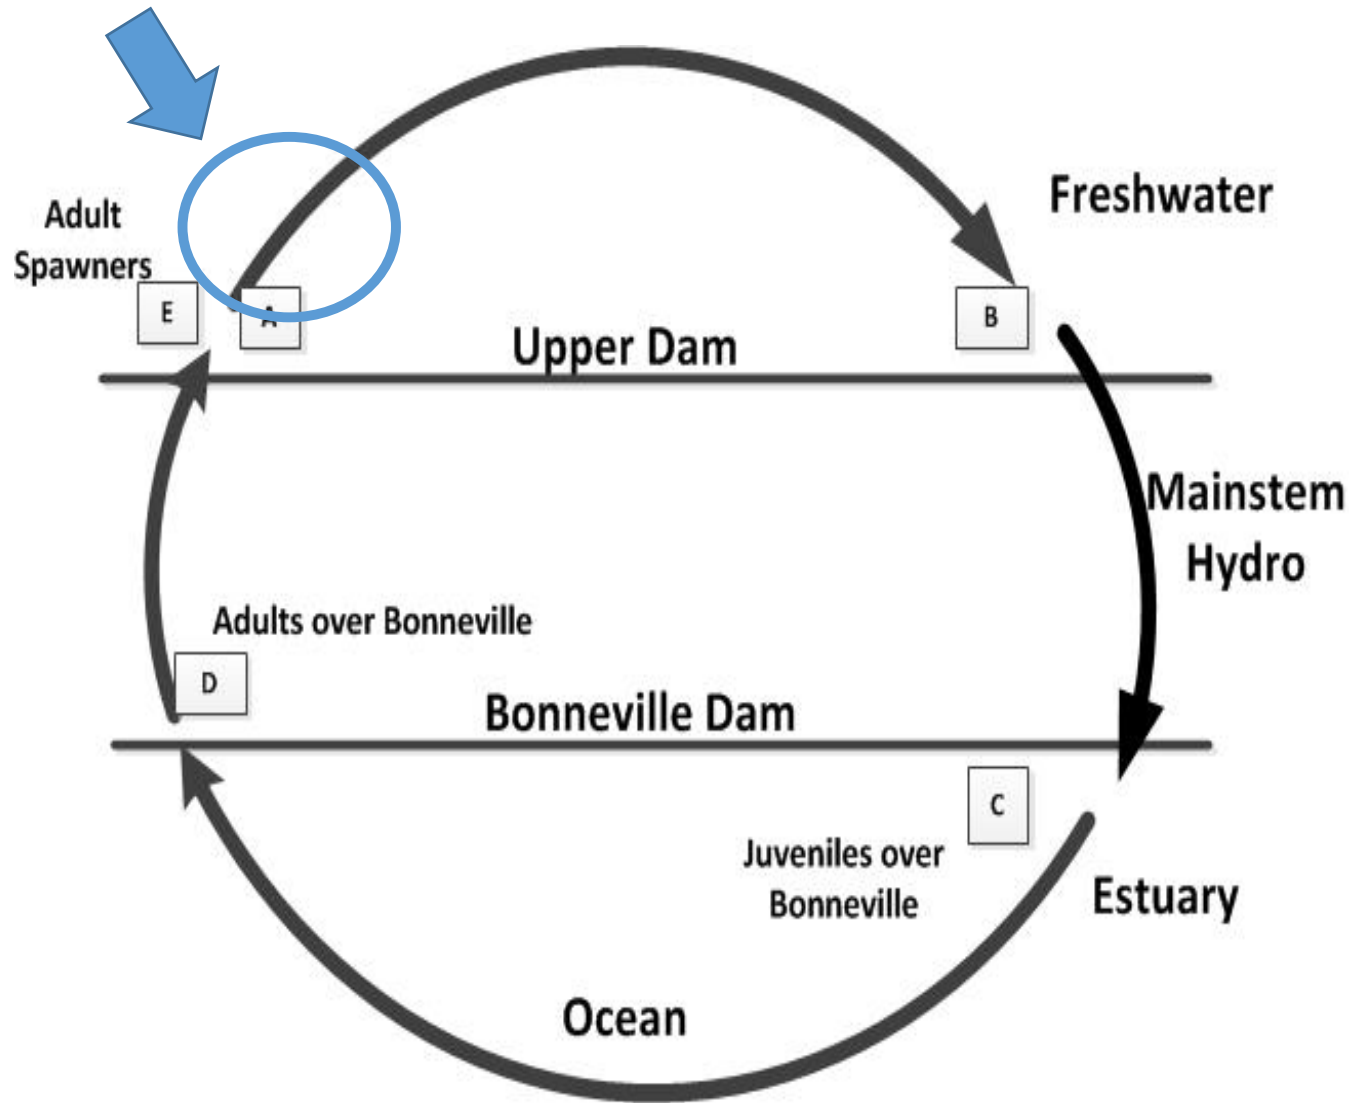 Freshwater
Adult
Spawners
E
A
B
Upper Dam
Mainstem
Hydro
Adults over Bonneville
D
Bonneville Dam
C
Juveniles over
Bonneville
Estuary
Ocean